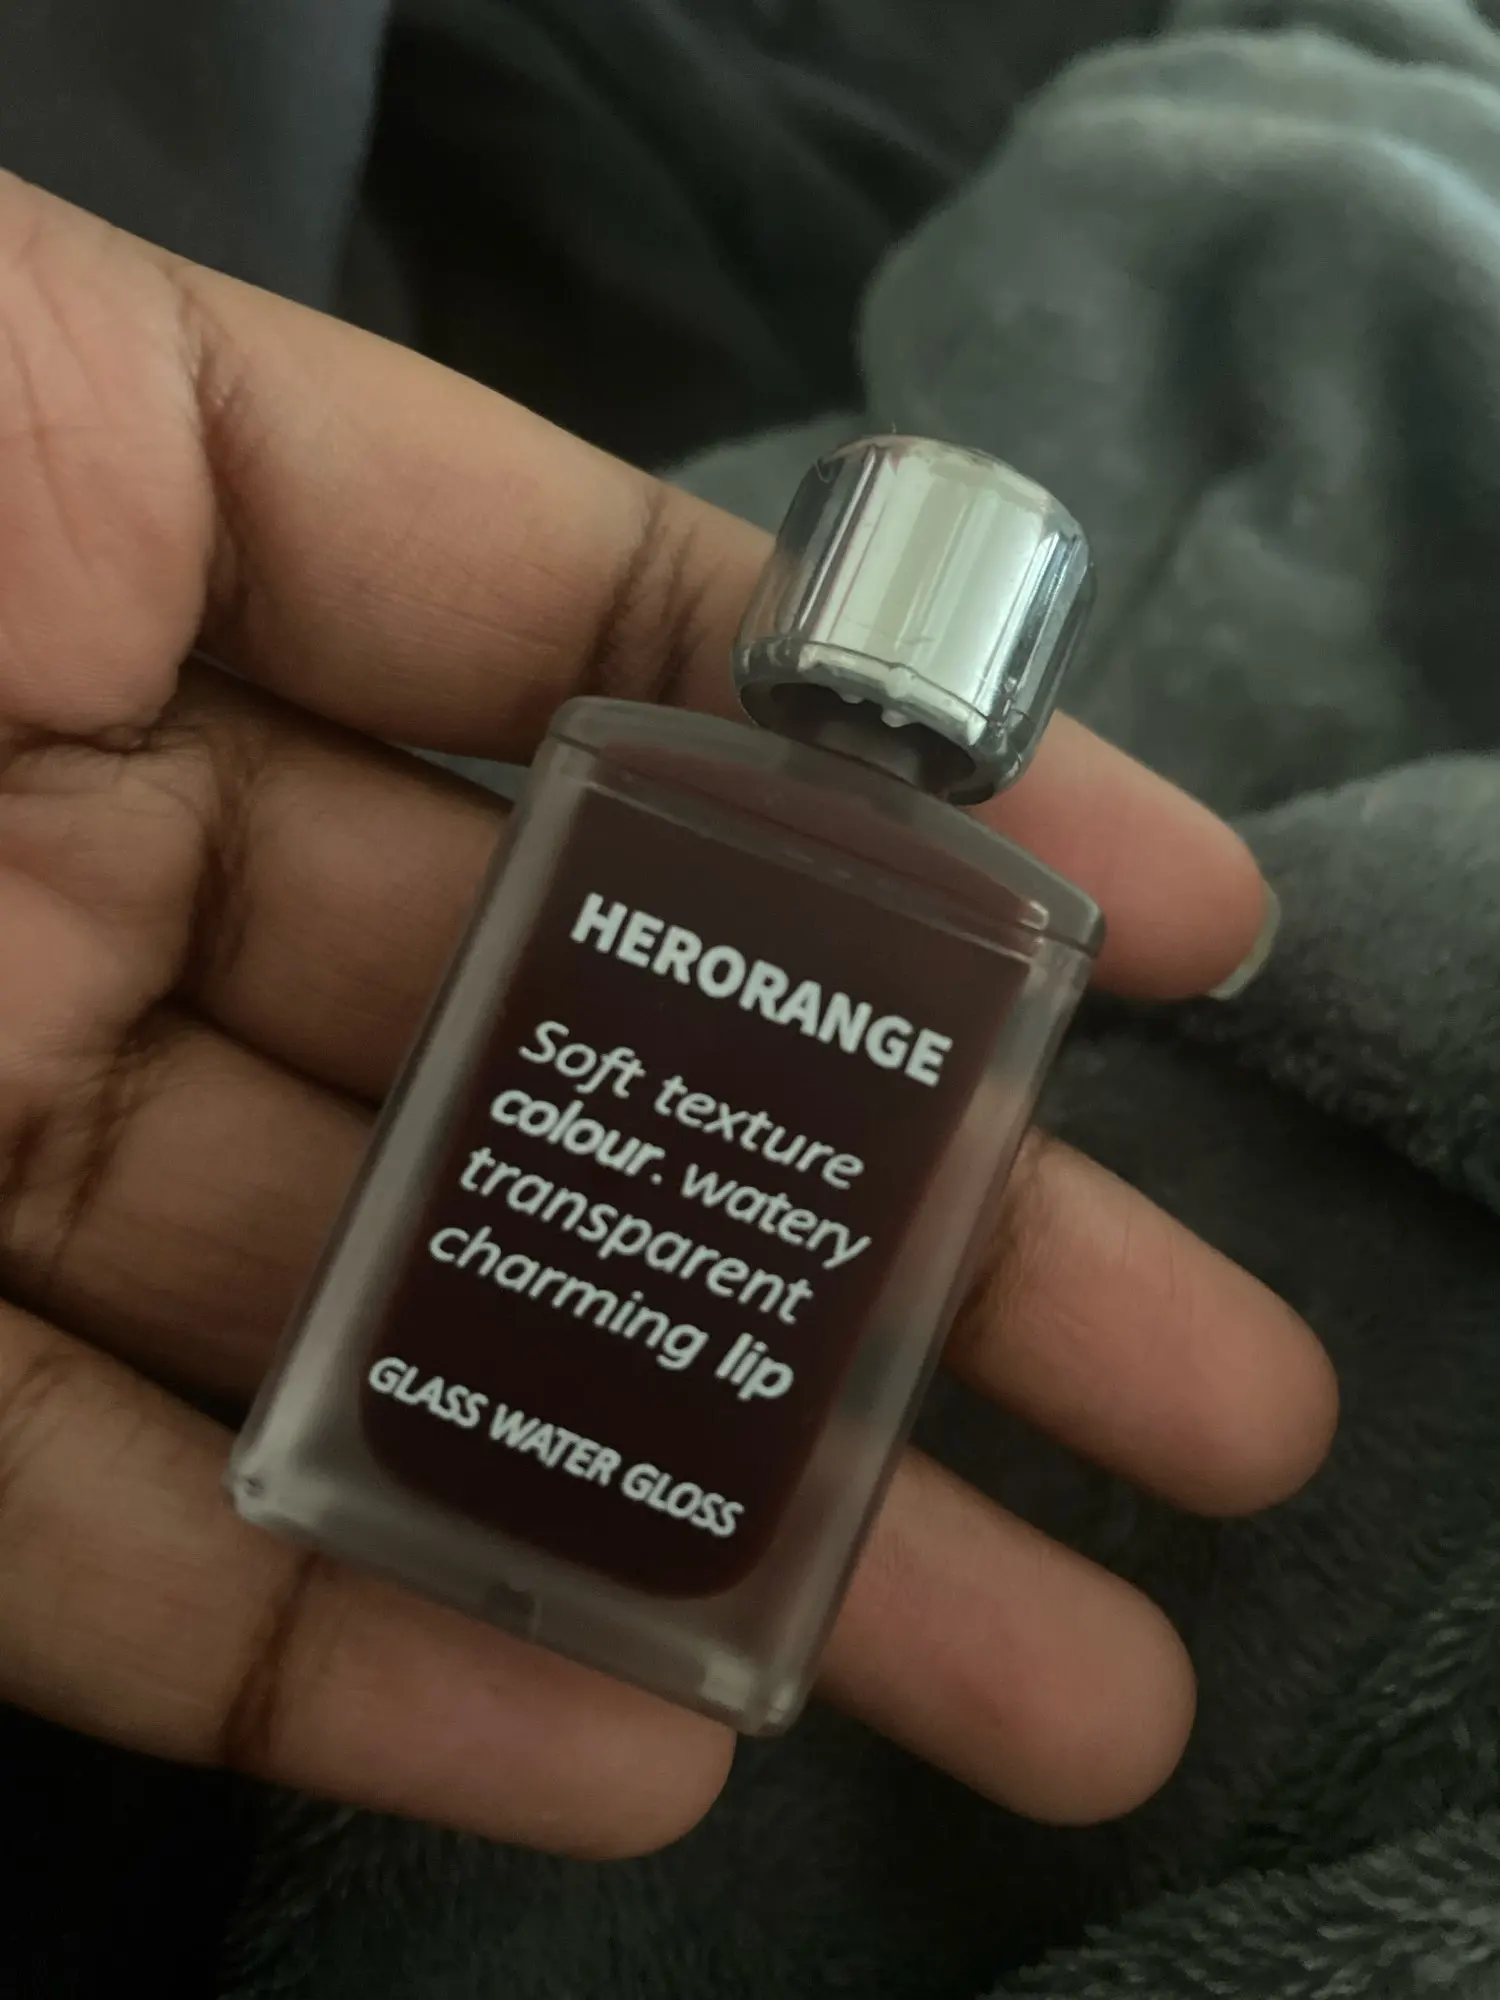 HERORANGE
Soft texture
colour. watery
transparent
charming lip
GLASS WATER GLOSS